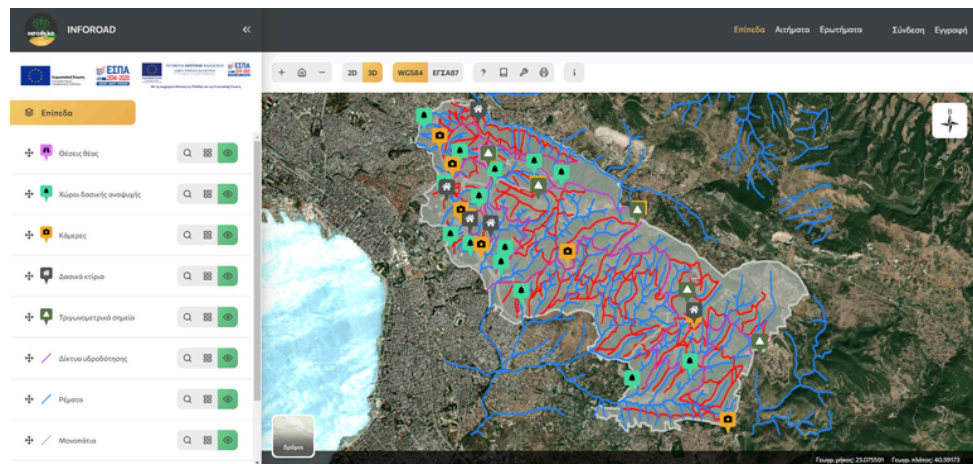 INFOROAD
«
Επίπεδα Αιτήματα Ερωτήματα Σύνδεση Εγγραφή
Ευρωπαϊκή Ένωση
ΕΣΠΑ
2014-2020
ΕΣΠΑ
+ − 2D 3D WGS84 ΕΓΣΑ87 ? i
Επίπεδα
Θέσεις θέας
Χώροι δασικής αναψυχής
Κάμερες
Δασικά κτίρια
Τριγωνομετρικά σημεία
Δίκτυο υδροδότησης
Ρέματα
Μονοπάτια
Β
Δρόμοι
Γεωγρ. μήκος: 23.075591 Γεωγρ. πλάτος: 40.59173